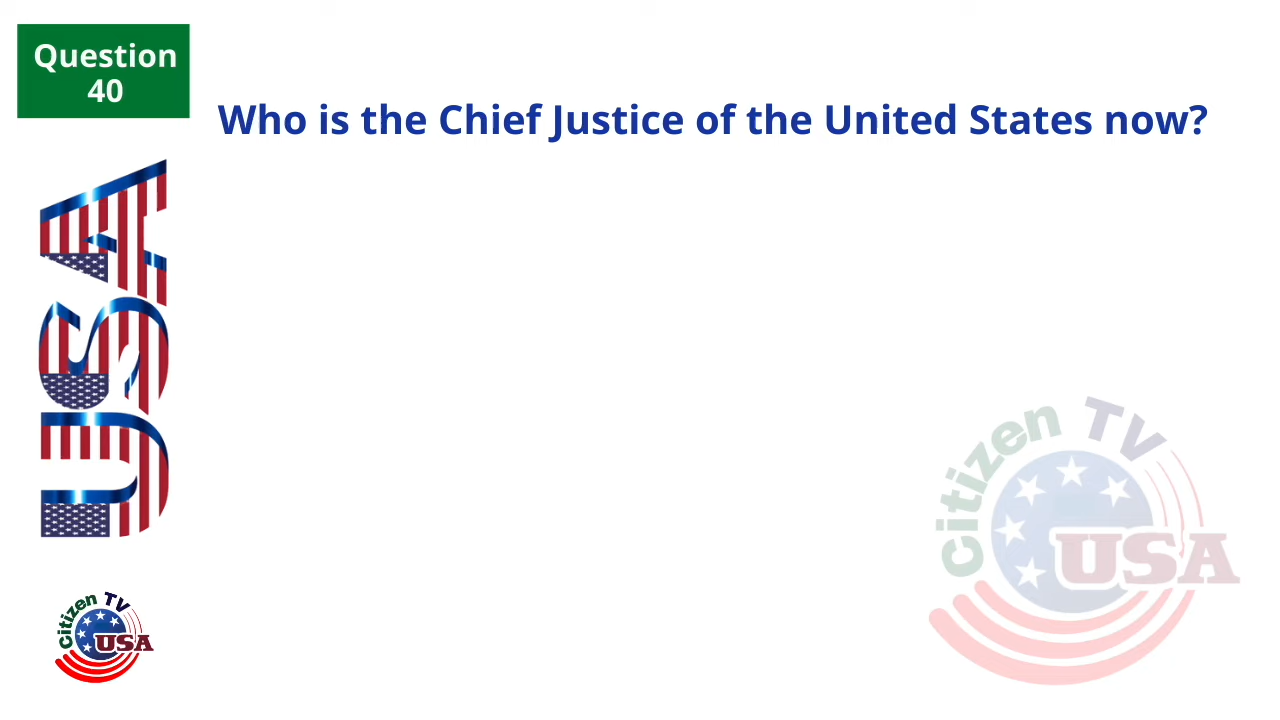 Question
40
Who is the Chief Justice of the United States now?
USA
Citizen TV
USA
Citizen TV
USA